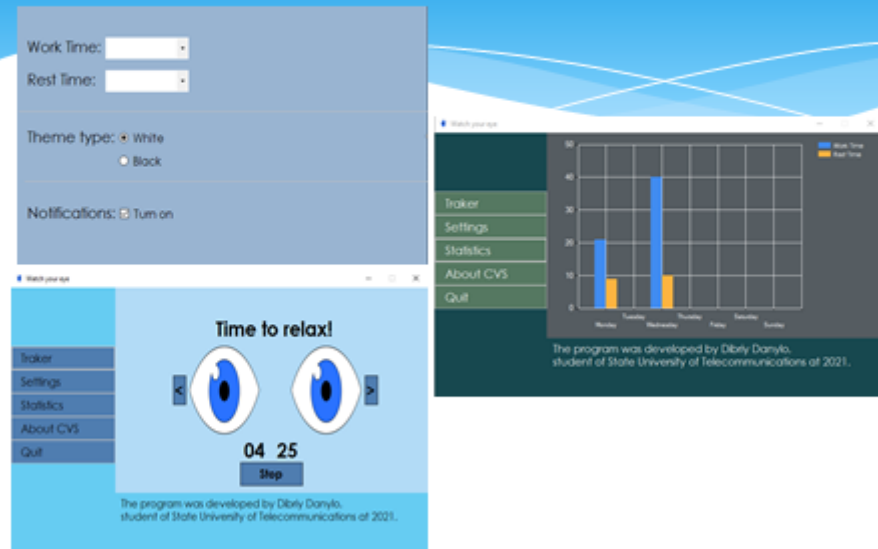 Work Time:
Rest Time:
Theme type: White
Black
Notifications: Turn on
Watch your eye
Time to relax!
Traker
Settings
Statistics
About CVS
Quit
<
>
04 25
Stop
The program was developed by Dibriy Danylo,
student of State University of Telecommunications at 2021.
Watch your eye
Traker
Settings
Statistics
About CVS
Quit
50
40
30
20
10
0
Work Time
Rest Time
Monday
Tuesday
Wednesday
Thursday
Friday
Saturday
Sunday
The program was developed by Dibriy Danylo,
student of State University of Telecommunications at 2021.